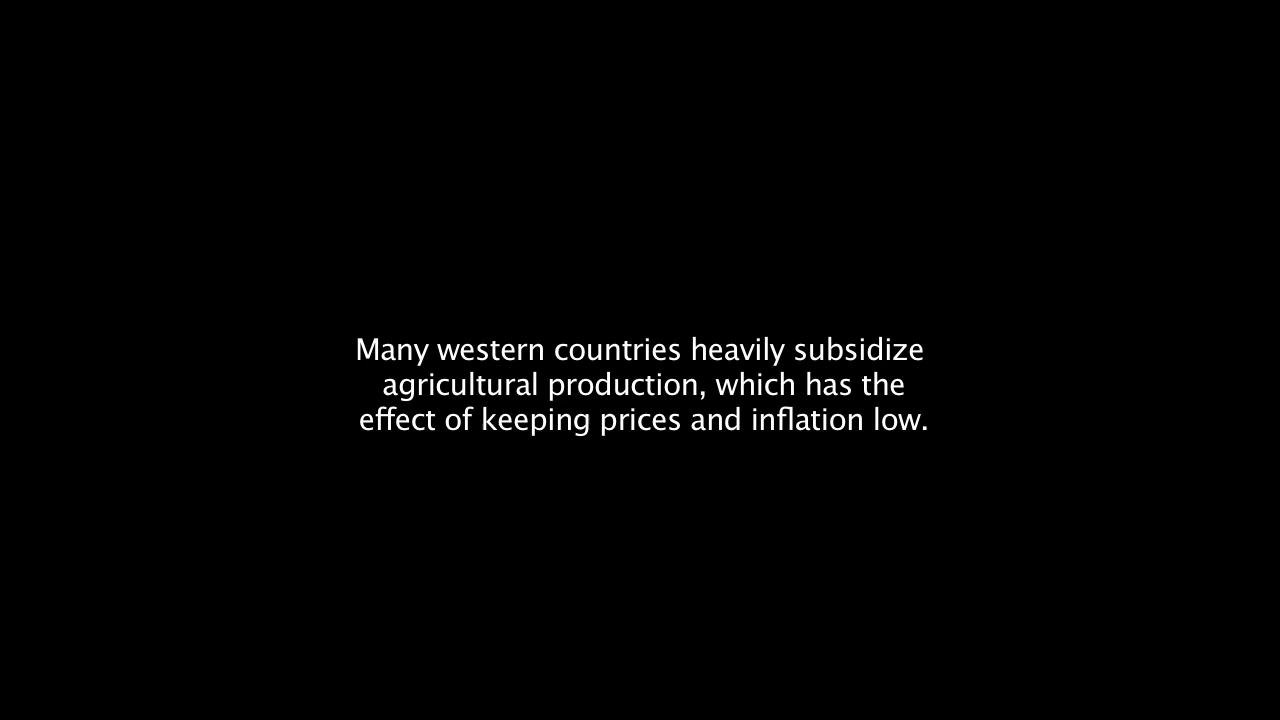 Many western countries heavily subsidize
agricultural production, which has the
effect of keeping prices and inflation low.